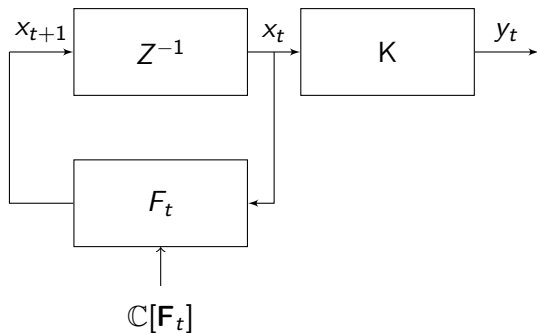 x_{t+1}
Z^{-1}
x_t
K
y_t
F_t
ℂ[𝐅_t]